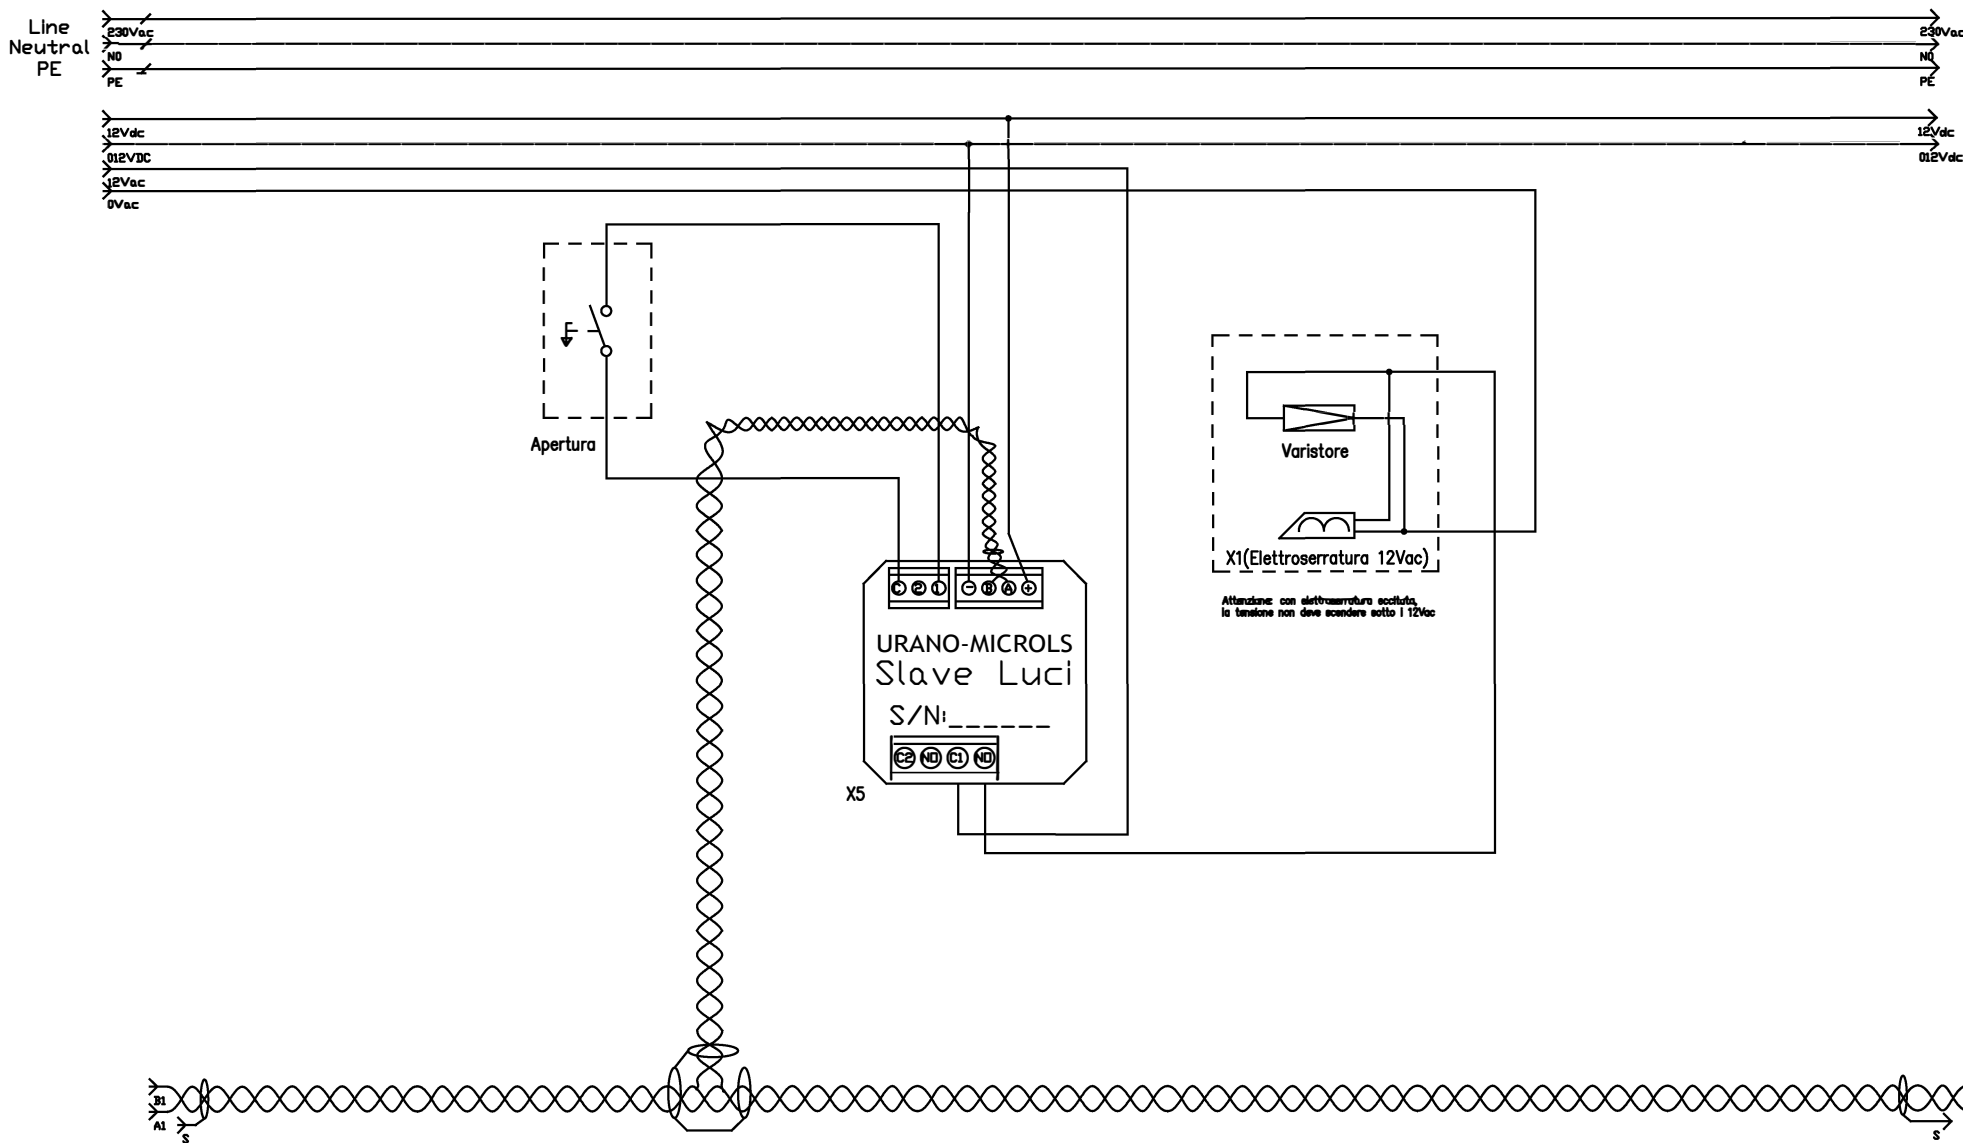 Line
Neutral
PE
230Vac
230Vac
NO
NO
PE
PE
12Vdc
12Vdc
012VDC
012Vdc
12Vac
0Vac
Apertura
Varistore
X1(Elettroserratura 12Vac)
Attenzione: con elettroserratura eccitata,
la tensione non deve scendere sotto i 12Vac
C 2 1 - B A +
URANO-MICROLS
Slave Luci
S/N:______
C2 NO C1 NO
X5
B1
A1
S
S